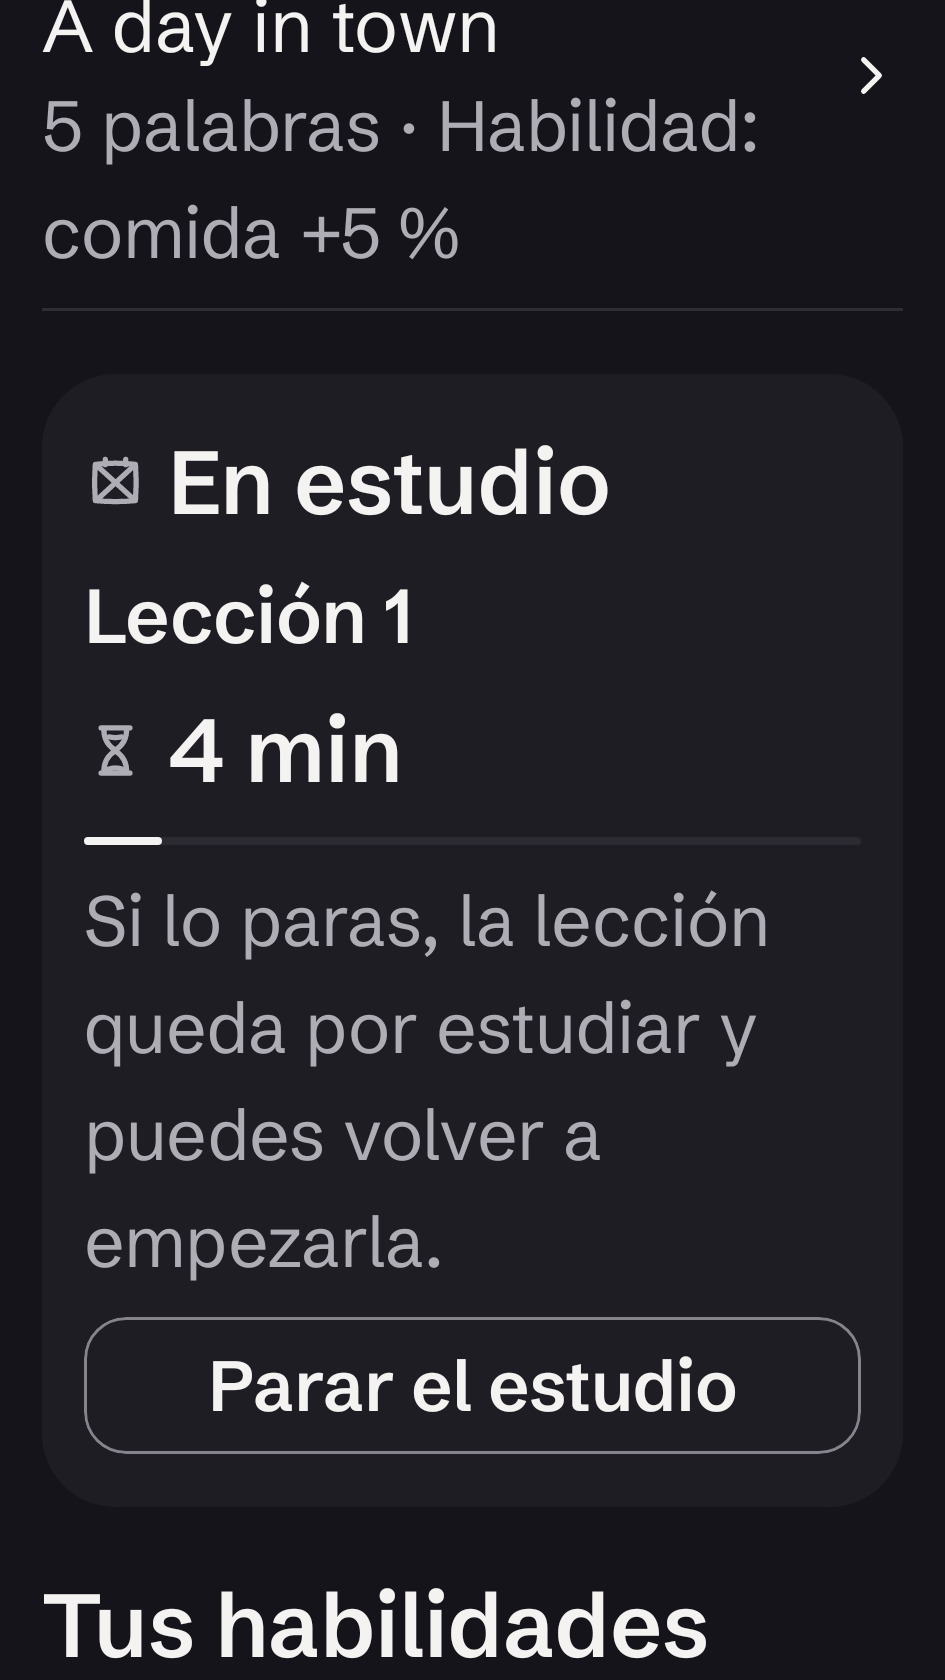 A day in town
5 palabras · Habilidad:
comida +5 %
En estudio
Lección 1
4 min
Si lo paras, la lección
queda por estudiar y
puedes volver a
empezarla.
Parar el estudio
Tus habilidades